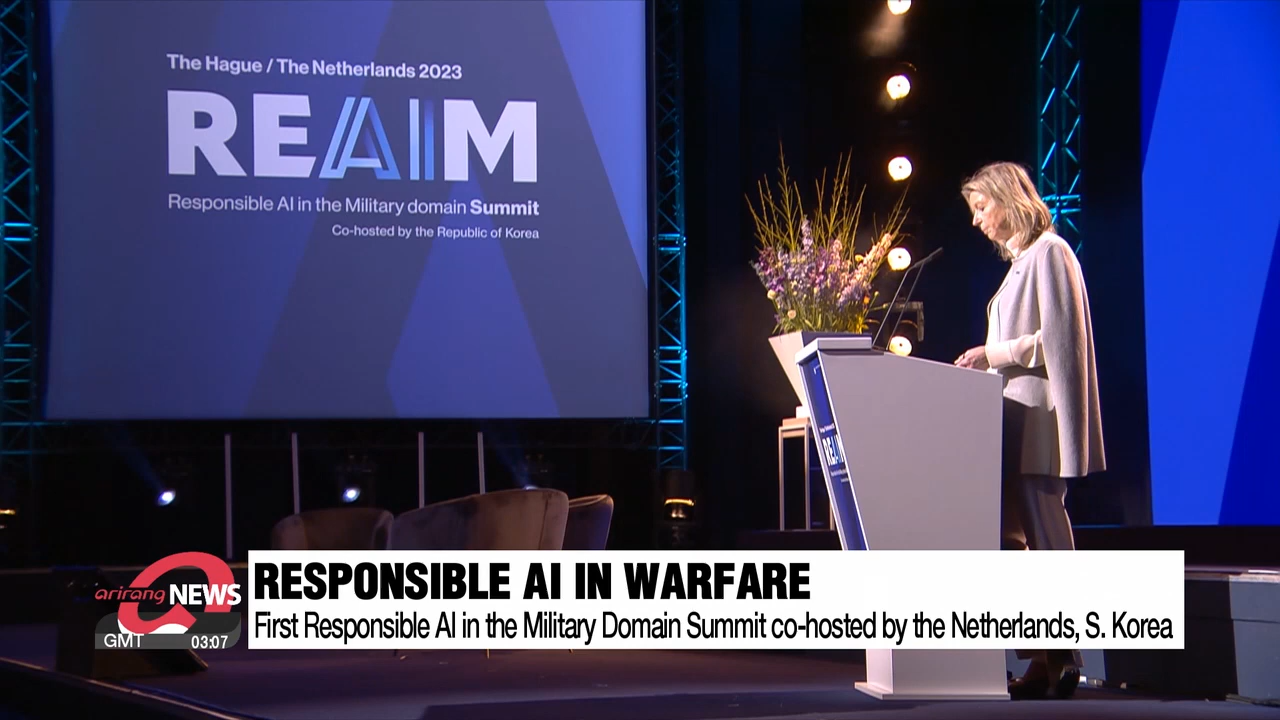 The Hague / The Netherlands 2023
REAIM
Responsible AI in the Military domain Summit
Co-hosted by the Republic of Korea
REAIM
RESPONSIBLE AI IN WARFARE
First Responsible AI in the Military Domain Summit co-hosted by the Netherlands, S. Korea
arirang NEWS
GMT 03:07